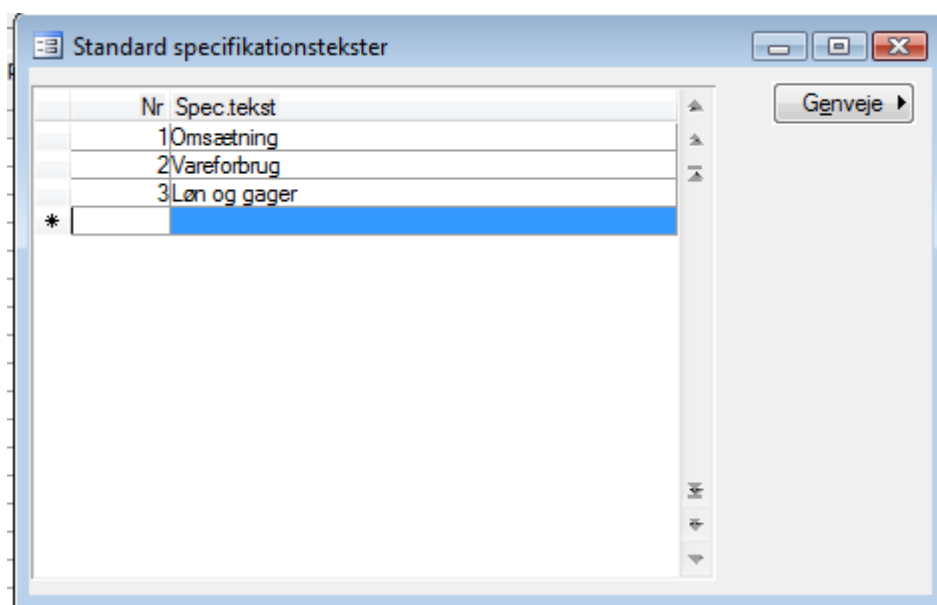 Standard specifikationstekster
Genveje
Nr Spec.tekst
1 Omsætning
2 Vareforbrug
3 Løn og gager